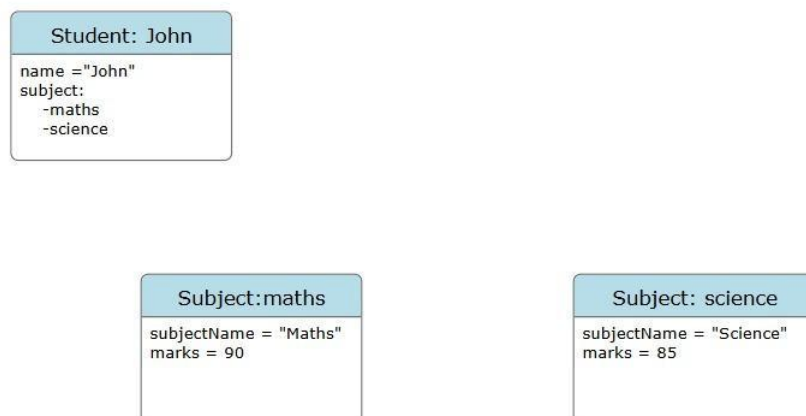 Student: John
name ="John"
subject:
-maths
-science
Subject:maths
subjectName = "Maths"
marks = 90
Subject: science
subjectName = "Science"
marks = 85